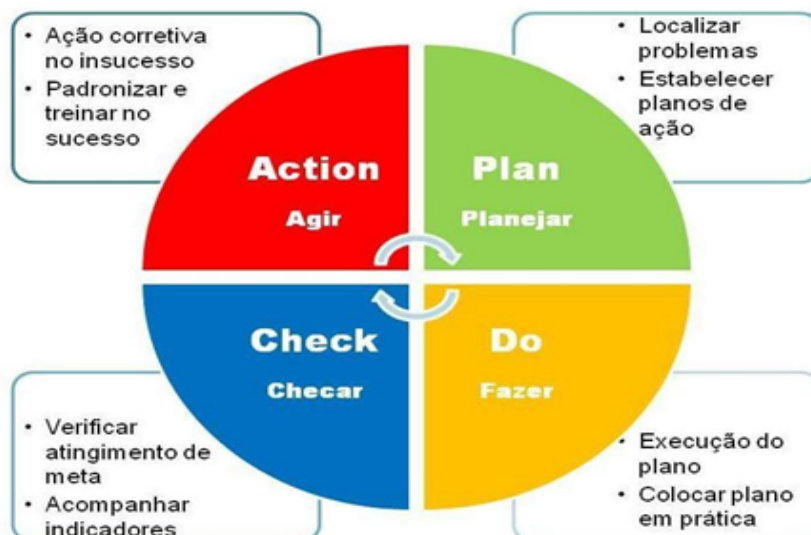 • Ação corretiva
no insucesso
• Padronizar e
treinar no
sucesso
• Localizar
problemas
• Estabelecer
planos de
ação
Action
Agir
Plan
Planejar
Check
Checar
Do
Fazer
• Verificar
atingimento de
meta
• Acompanhar
indicadores
• Execução do
plano
• Colocar plano
em prática